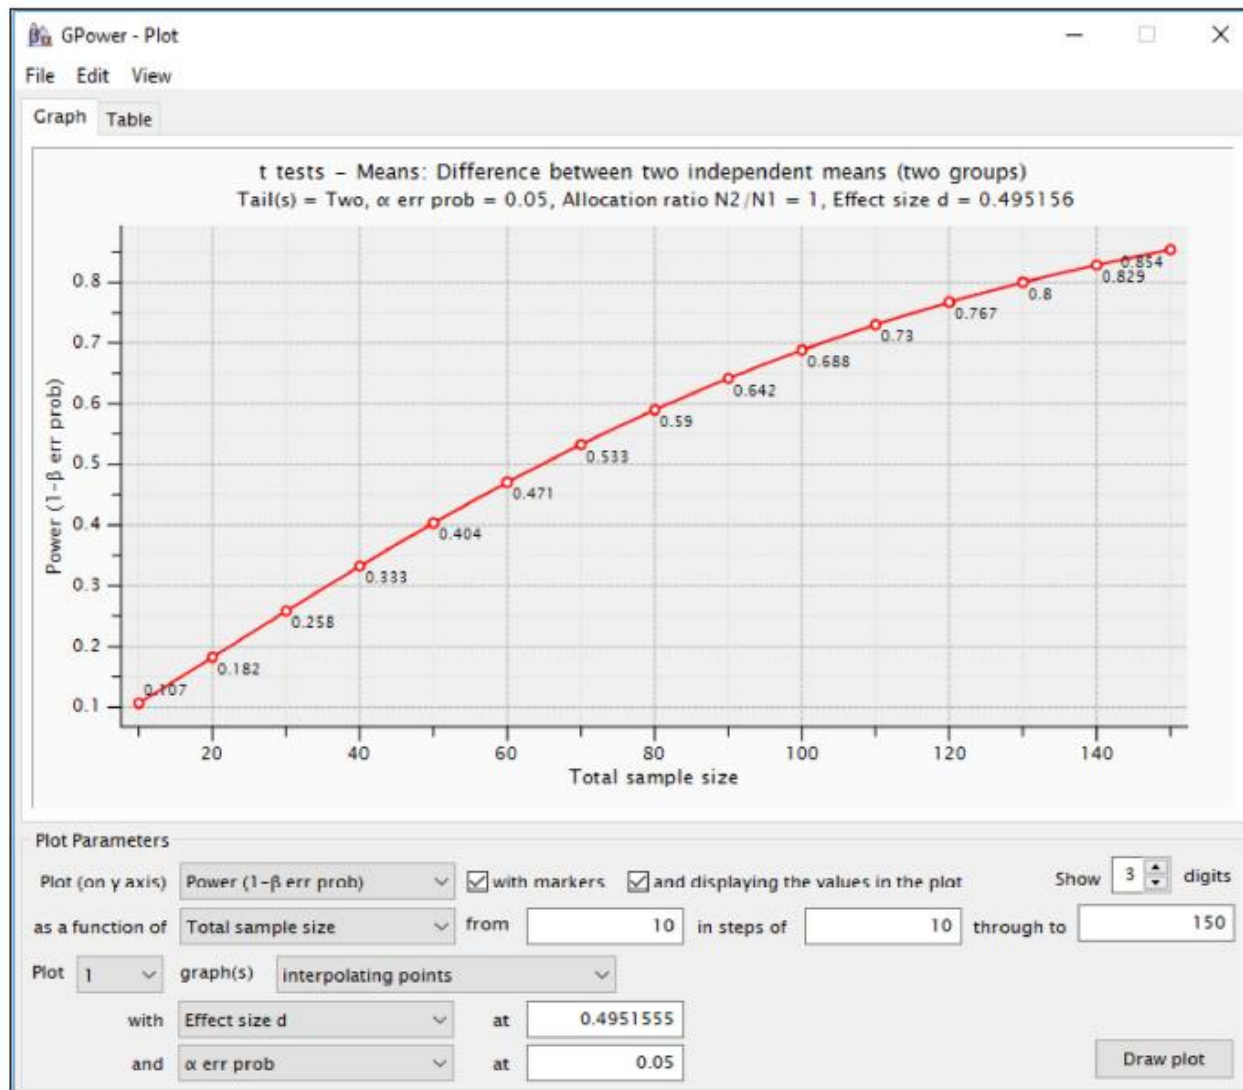 GPower - Plot
File Edit View
Graph Table
t tests - Means: Difference between two independent means (two groups)
Tail(s) = Two, α err prob = 0.05, Allocation ratio N2/N1 = 1, Effect size d = 0.495156
Power (1-β err prob)
0.8
0.7
0.6
0.5
0.4
0.3
0.2
0.1
0.107
0.182
0.258
0.333
0.404
0.471
0.533
0.59
0.642
0.688
0.73
0.767
0.8
0.829
0.854
20 40 60 80 100 120 140
Total sample size
Plot Parameters
Plot (on y axis) Power (1-β err prob) with markers and displaying the values in the plot Show 3 digits
as a function of Total sample size from 10 in steps of 10 through to 150
Plot 1 graph(s) interpolating points
with Effect size d at 0.4951555
and α err prob at 0.05 Draw plot